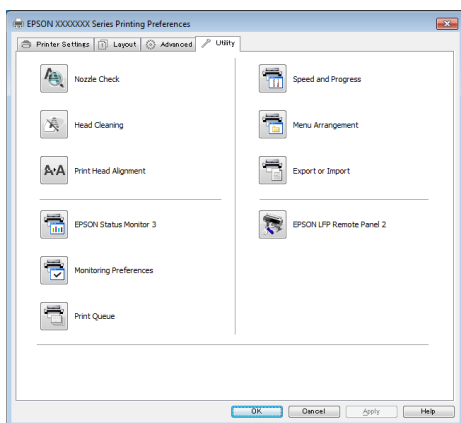 EPSON XXXXXXX Series Printing Preferences
Printer Settings
Layout
Advanced
Utility
Nozzle Check
Head Cleaning
Print Head Alignment
EPSON Status Monitor 3
Monitoring Preferences
Print Queue
Speed and Progress
Menu Arrangement
Export or Import
EPSON LFP Remote Panel 2
OK
Cancel
Apply
Help